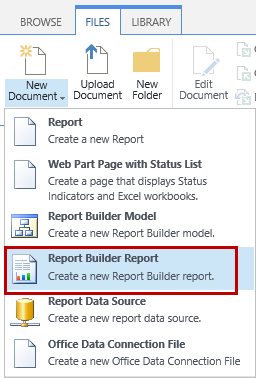 BROWSE FILES LIBRARY
New Document Upload Document New Folder Edit Document
Report
Create a new Report
Web Part Page with Status List
Create a page that displays Status
Indicators and Excel workbooks.
Report Builder Model
Create a new Report Builder model.
Report Builder Report
Create a new Report Builder report.
Report Data Source
Create a new report data source.
Office Data Connection File
Create a new Office Data Connection File